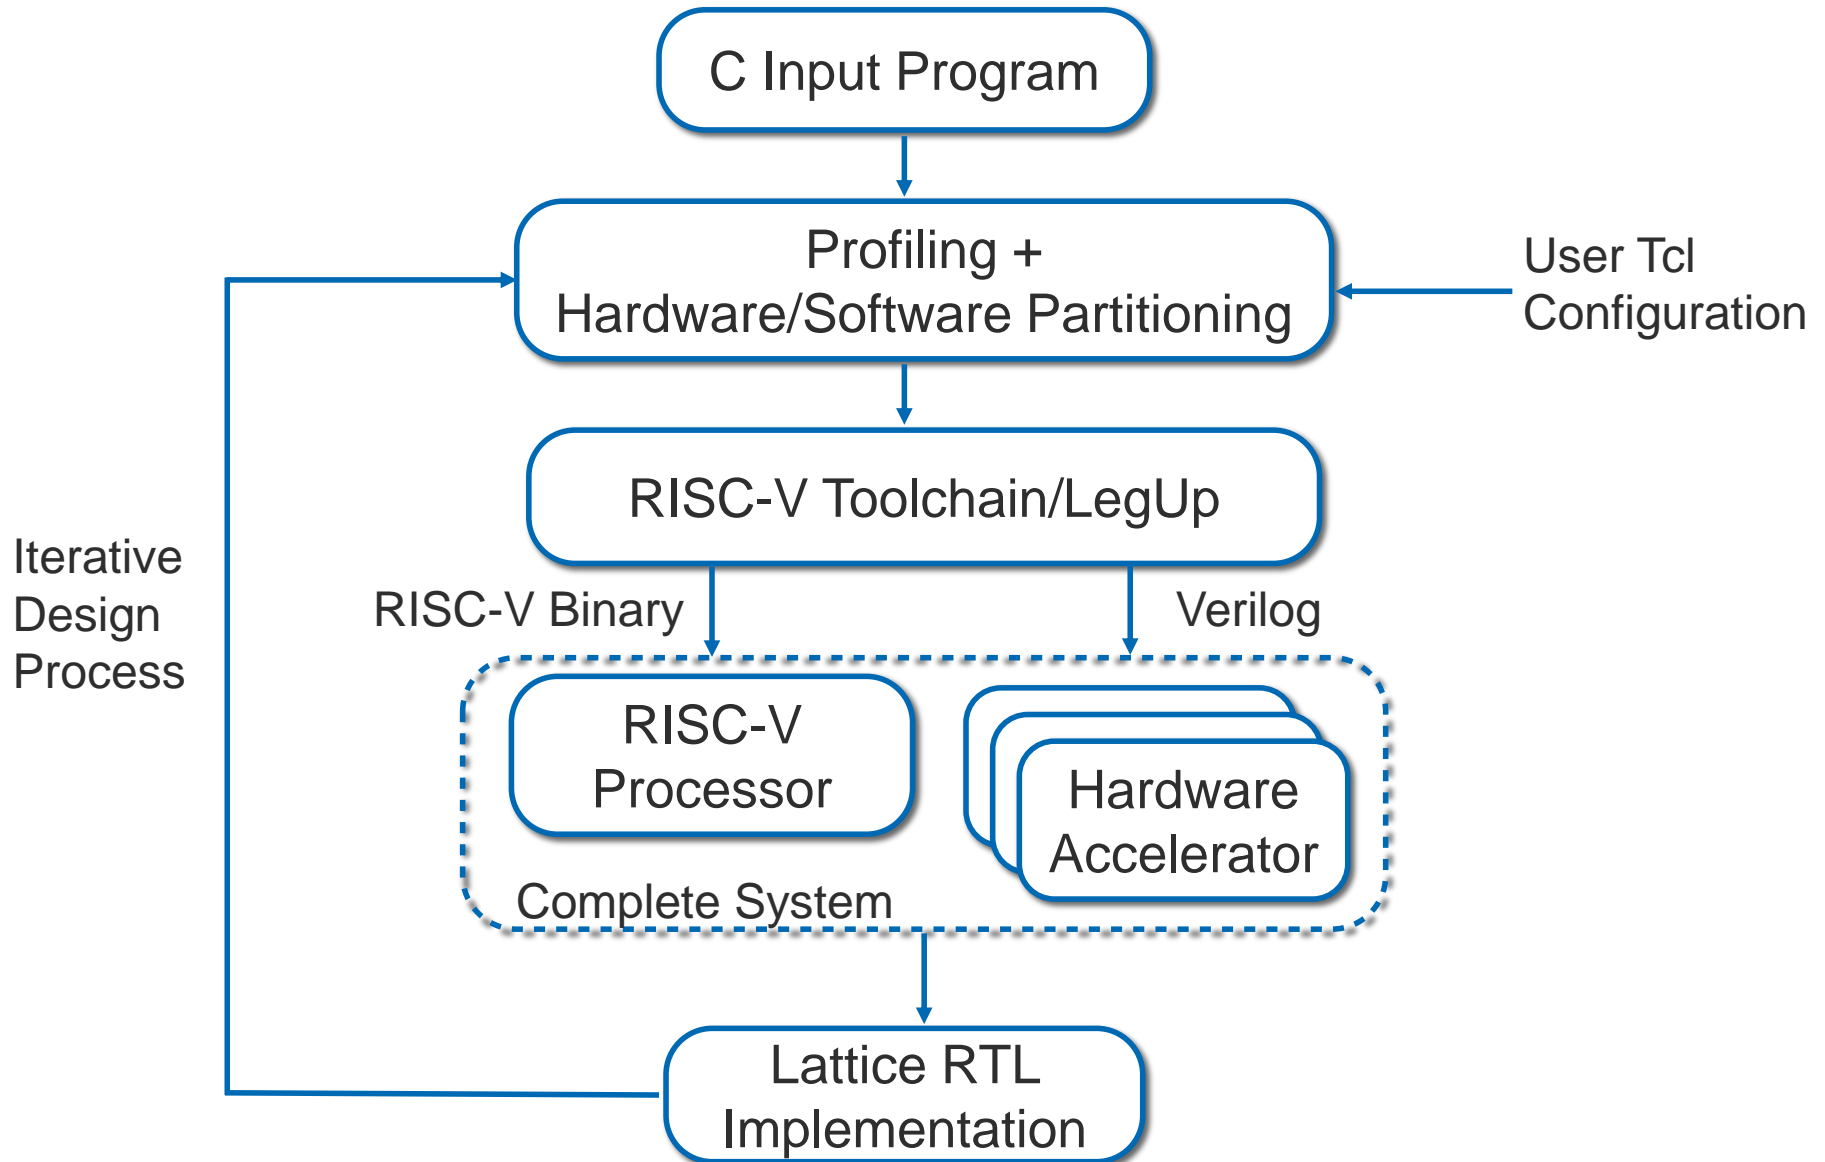 C Input Program
Profiling +
Hardware/Software Partitioning
User Tcl
Configuration
RISC-V Toolchain/LegUp
Iterative
Design
Process
RISC-V Binary
Verilog
RISC-V
Processor
Hardware
Accelerator
Complete System
Lattice RTL
Implementation